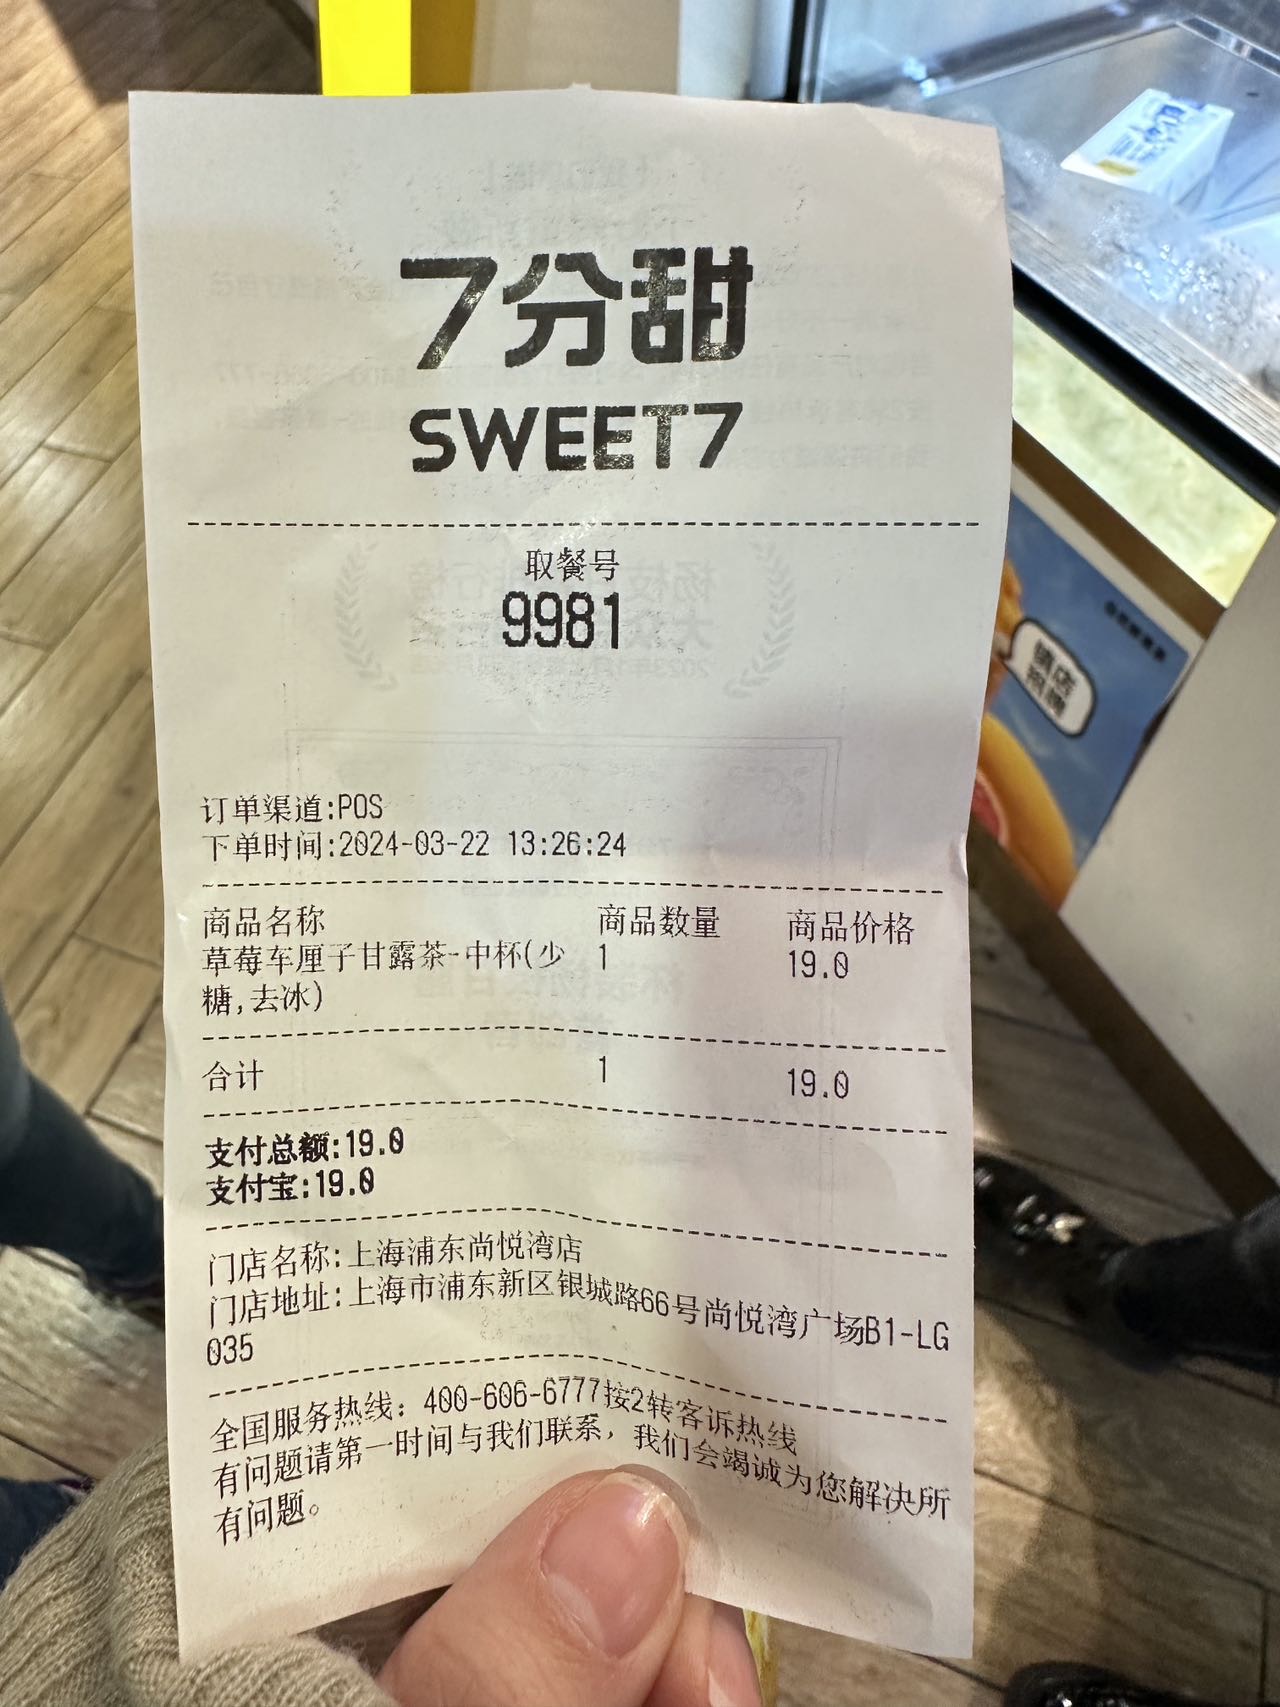 7分甜
SWEET7
取餐号
9981
订单渠道:POS
下单时间:2024-03-22 13:26:24
商品名称 商品数量 商品价格
草莓车厘子甘露茶-中杯(少 1 19.0
糖,去冰)
合计 1 19.0
支付总额:19.0
支付宝:19.0
门店名称:上海浦东尚悦湾店
门店地址:上海市浦东新区银城路66号尚悦湾广场B1-LG
035
全国服务热线：400-606-6777按2转客诉热线
有问题请第一时间与我们联系，我们会竭诚为您解决所
有问题。